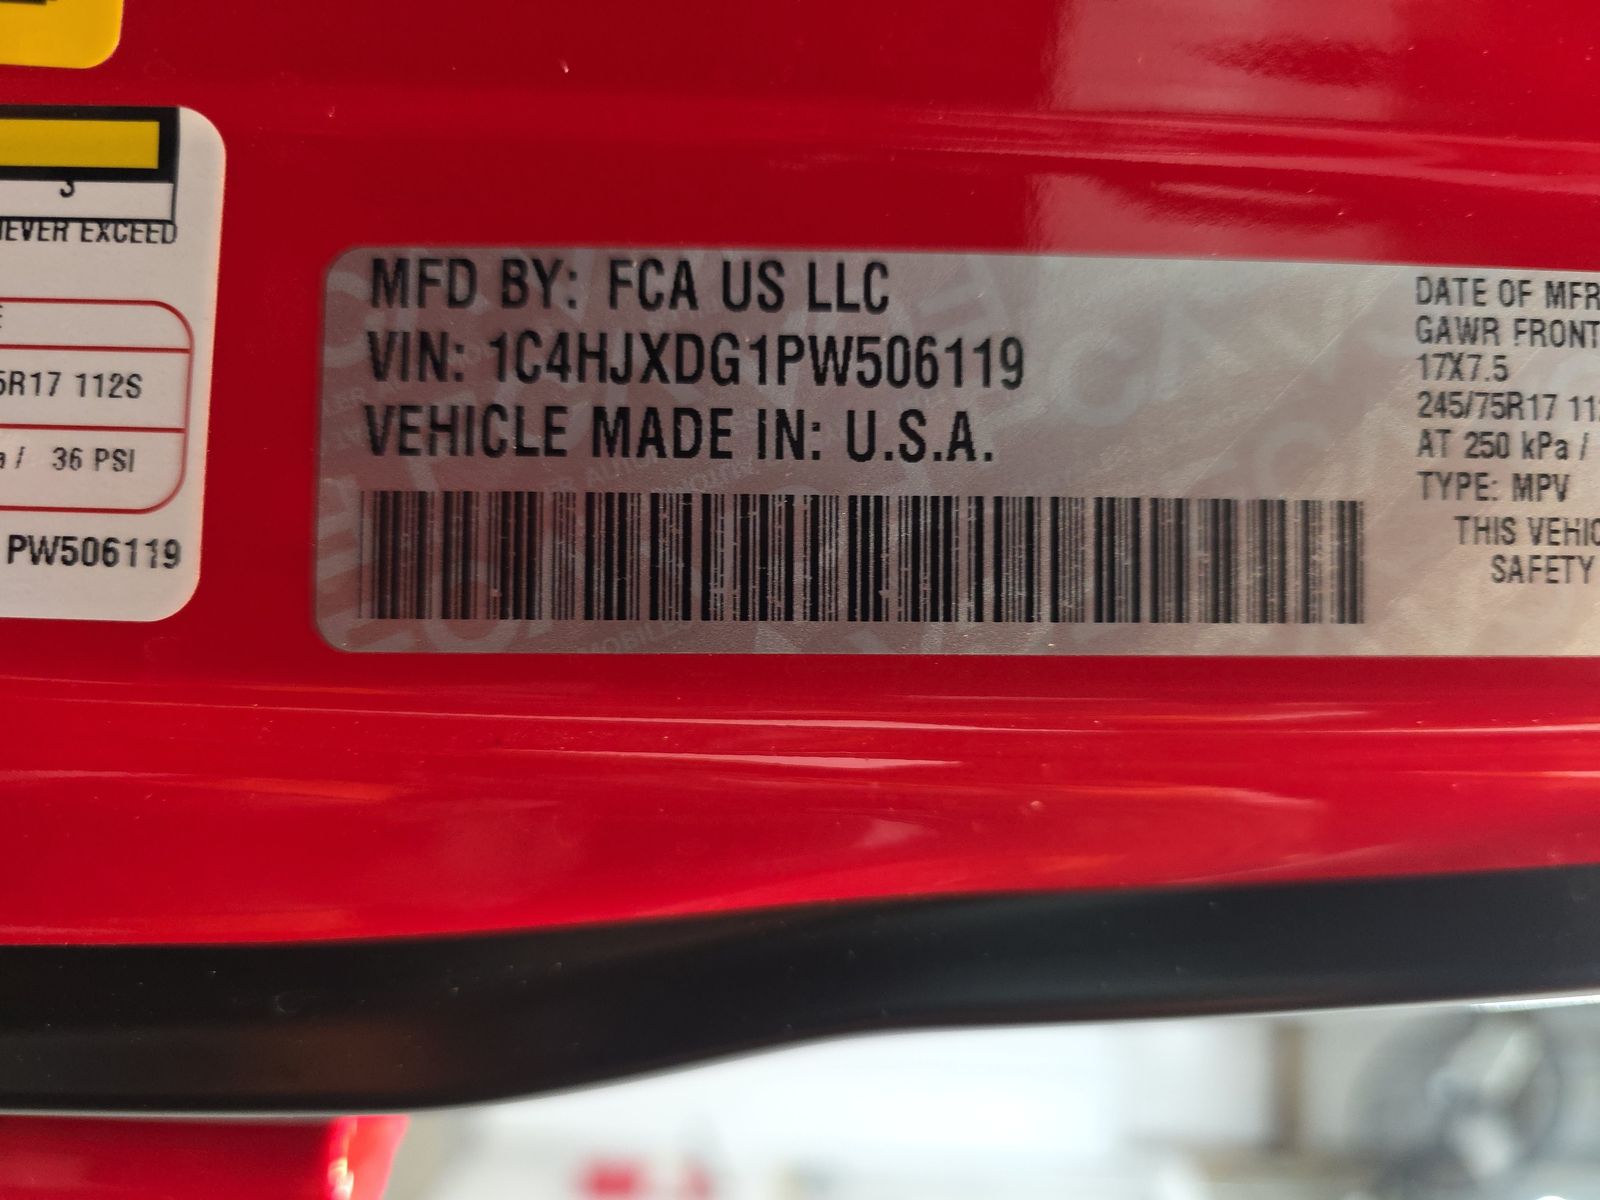 3
NEVER EXCEED
5R17 112S
a / 36 PSI
PW506119
MFD BY: FCA US LLC
VIN: 1C4HJXDG1PW506119
VEHICLE MADE IN: U.S.A.
DATE OF MFR
GAWR FRONT
17X7.5
245/75R17 112
AT 250 kPa /
TYPE: MPV
THIS VEHIC
SAFETY